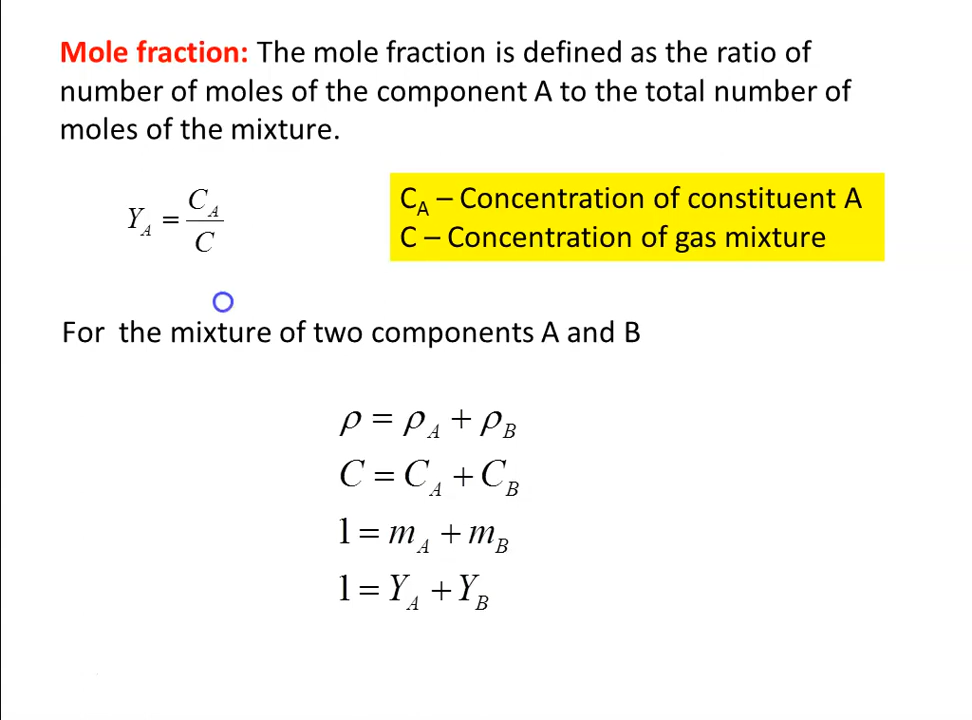 Mole fraction: The mole fraction is defined as the ratio of
number of moles of the component A to the total number of
moles of the mixture.
Y_A = C_A / C
C_A – Concentration of constituent A
C – Concentration of gas mixture
For the mixture of two components A and B
ρ = ρ_A + ρ_B
C = C_A + C_B
1 = m_A + m_B
1 = Y_A + Y_B